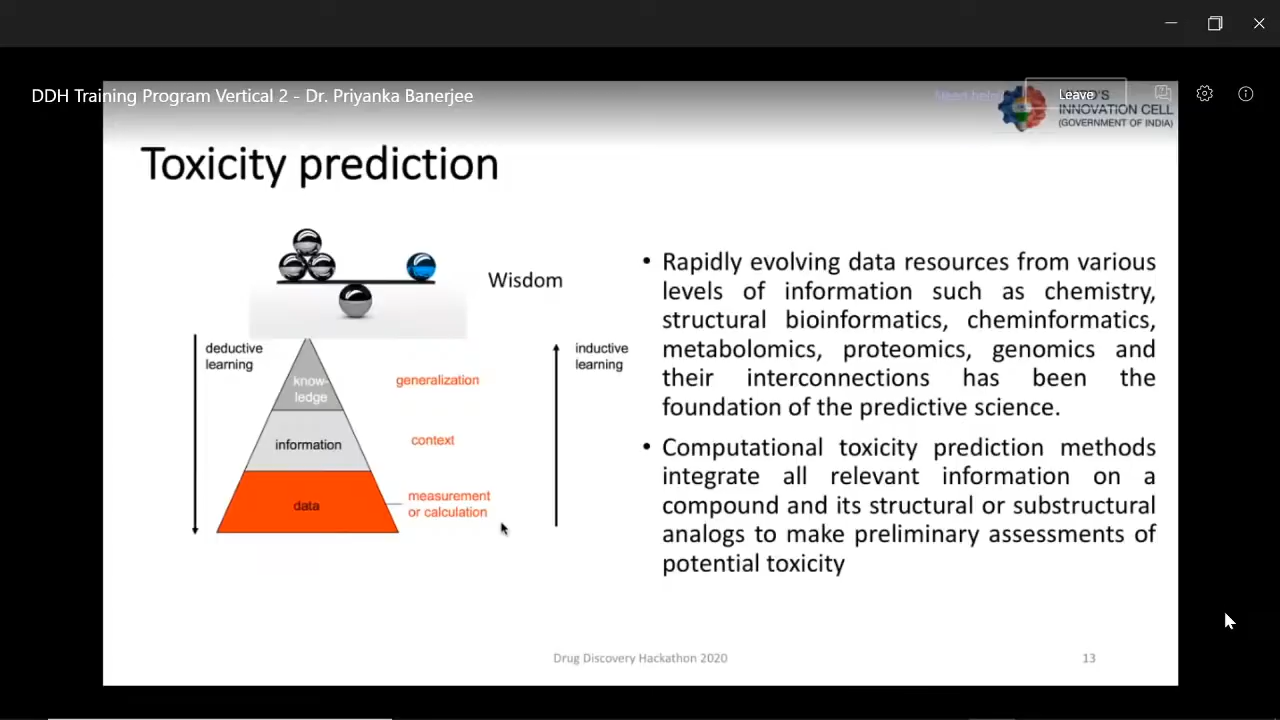 DDH Training Program Vertical 2 - Dr. Priyanka Banerjee
Need help
Leave
INNOVATION CELL
(GOVERNMENT OF INDIA)
Toxicity prediction
Wisdom
deductive
learning
know-
ledge
generalization
inductive
learning
information
context
data
measurement
or calculation
• Rapidly evolving data resources from various
levels of information such as chemistry,
structural bioinformatics, cheminformatics,
metabolomics, proteomics, genomics and
their interconnections has been the
foundation of the predictive science.
• Computational toxicity prediction methods
integrate all relevant information on a
compound and its structural or substructural
analogs to make preliminary assessments of
potential toxicity
Drug Discovery Hackathon 2020
13